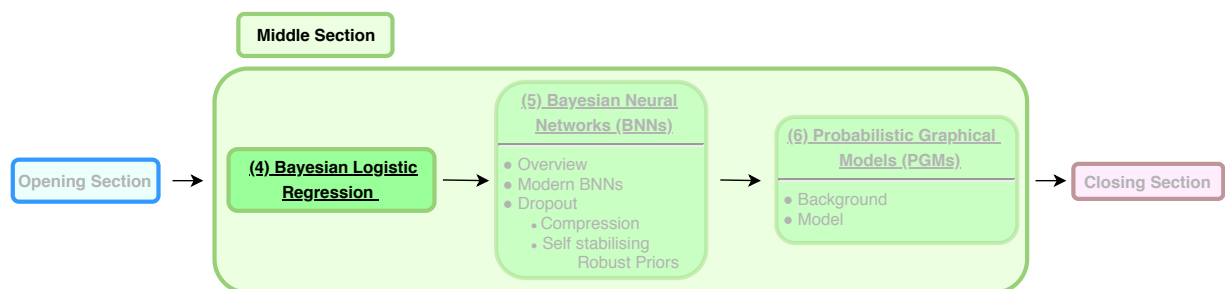 Middle Section
Opening Section
(4) Bayesian Logistic
Regression
(5) Bayesian Neural
Networks (BNNs)
● Overview
● Modern BNNs
● Dropout
• Compression
• Self stabilising
Robust Priors
(6) Probabilistic Graphical
Models (PGMs)
● Background
● Model
Closing Section